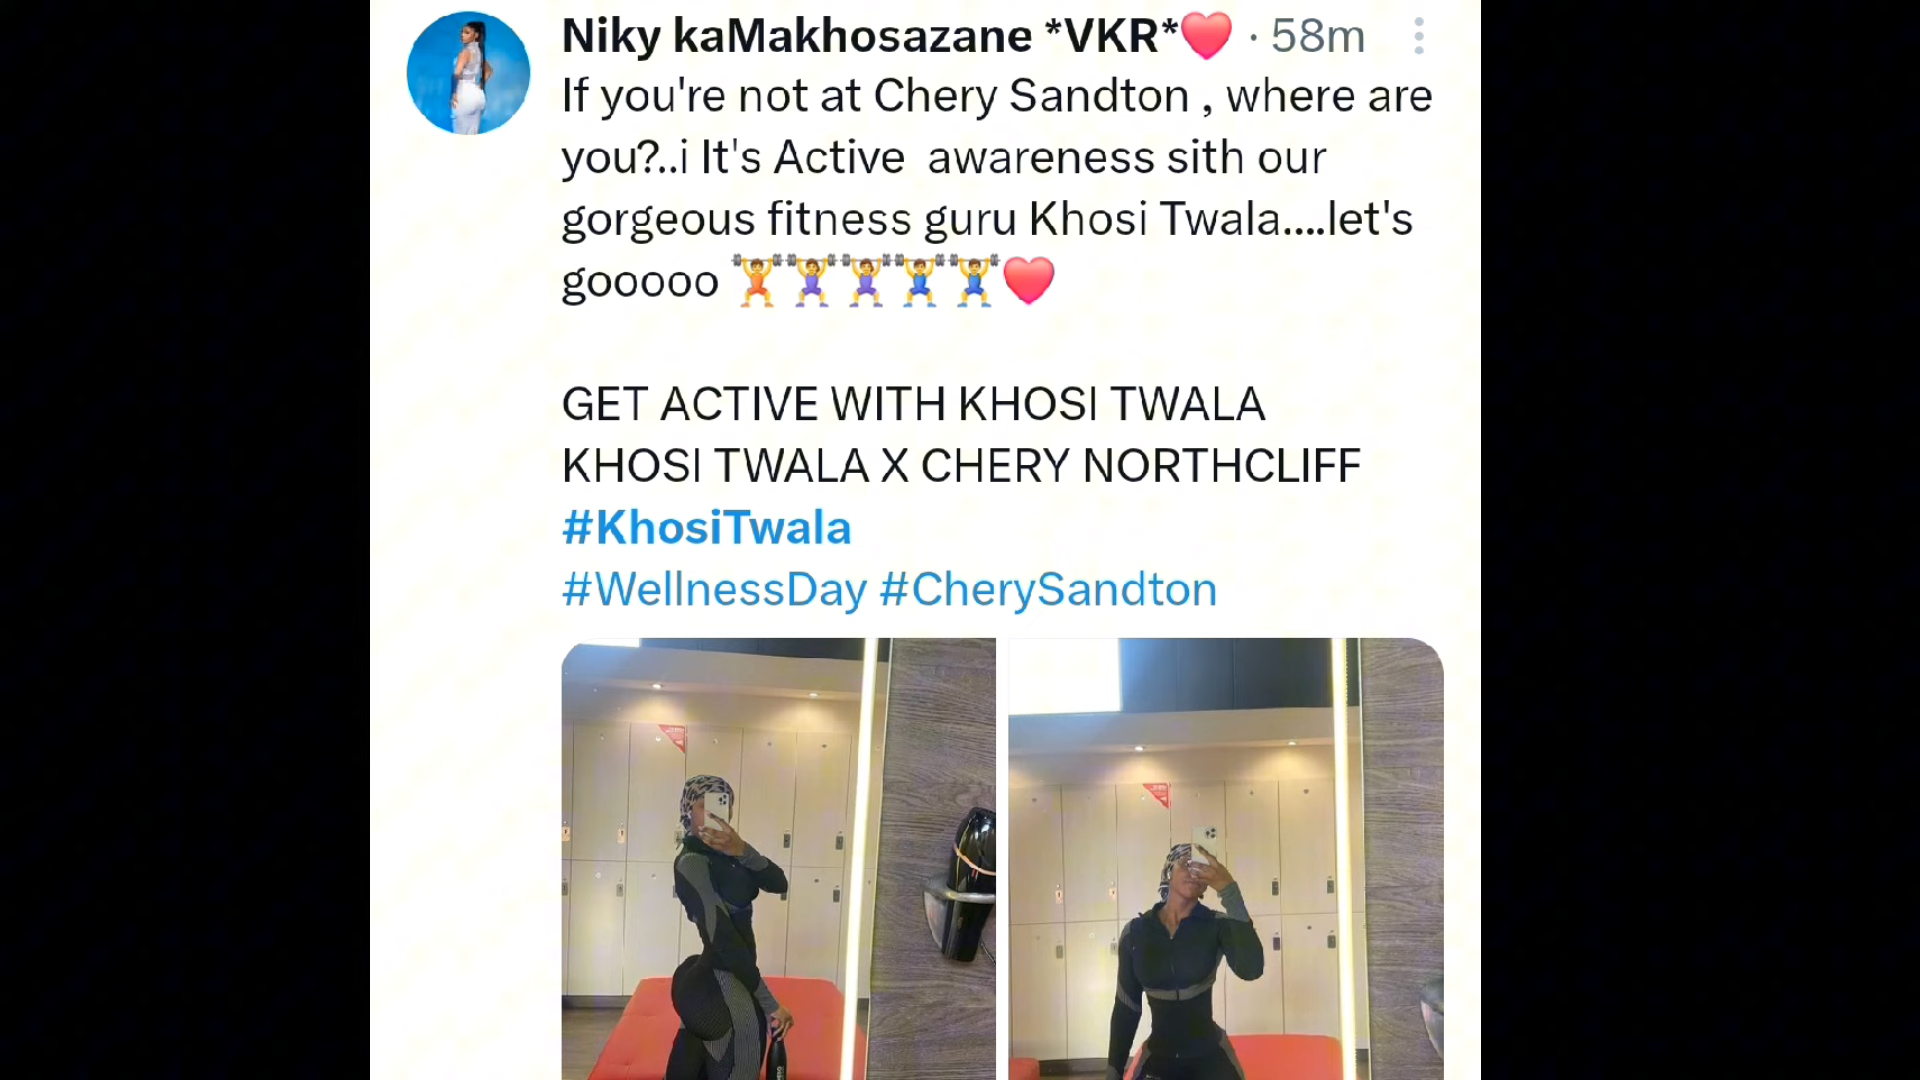 Niky kaMakhosazane *VKR*❤️ · 58m
If you're not at Chery Sandton , where are
you?..i It's Active  awareness sith our
gorgeous fitness guru Khosi Twala....let's
gooooo 🏋️🏋️‍♀️🏋️‍♀️🏋️‍♂️🏋️‍♂️❤️
GET ACTIVE WITH KHOSI TWALA
KHOSI TWALA X CHERY NORTHCLIFF
#KhosiTwala
#WellnessDay #CherySandton